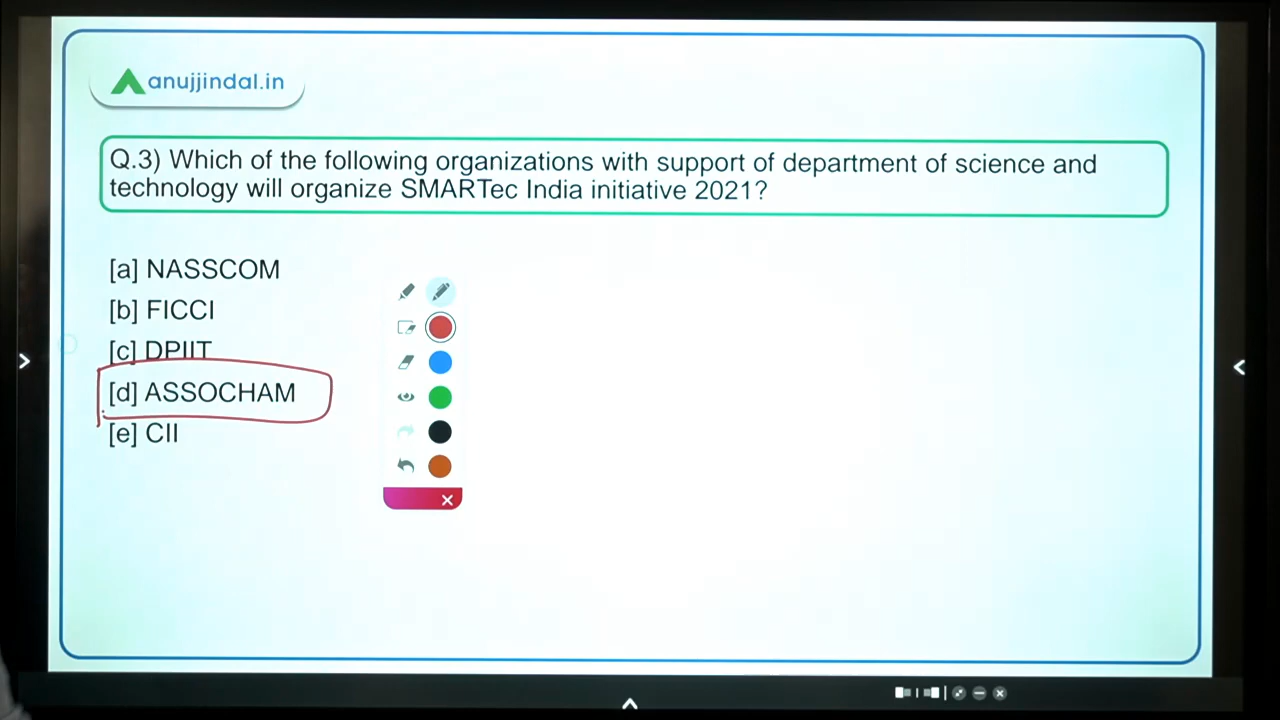 anujjindal.in
Q.3) Which of the following organizations with support of department of science and
technology will organize SMARTec India initiative 2021?
[a] NASSCOM
[b] FICCI
[c] DPIIT
[d] ASSOCHAM
[e] CII